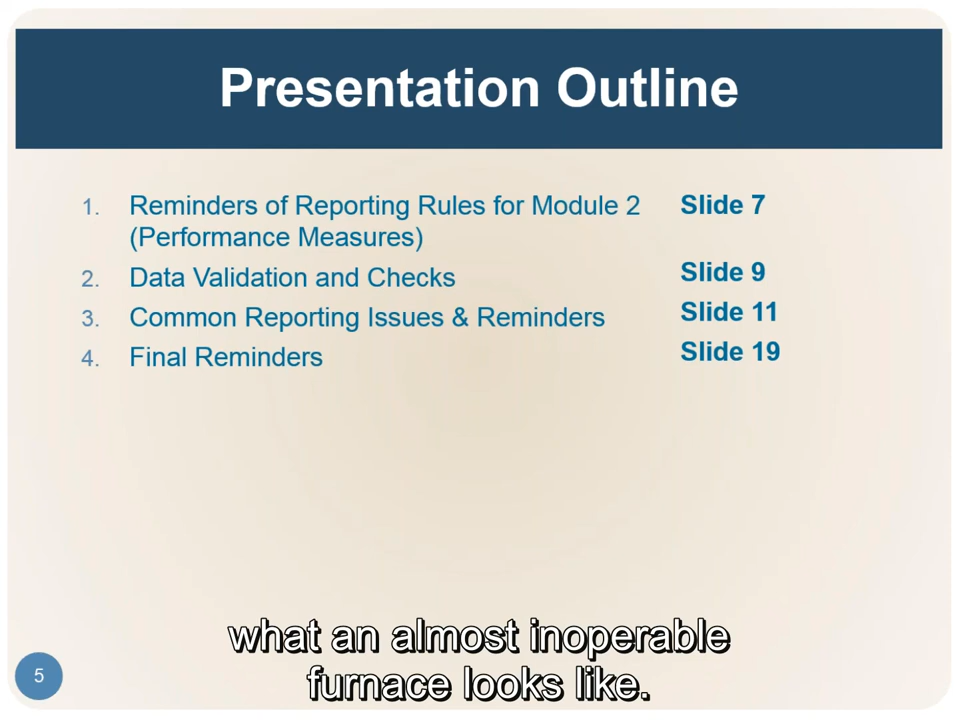 Presentation Outline
1. Reminders of Reporting Rules for Module 2 Slide 7
(Performance Measures)
2. Data Validation and Checks Slide 9
3. Common Reporting Issues & Reminders Slide 11
4. Final Reminders Slide 19
what an almost inoperable
furnace looks like.
5